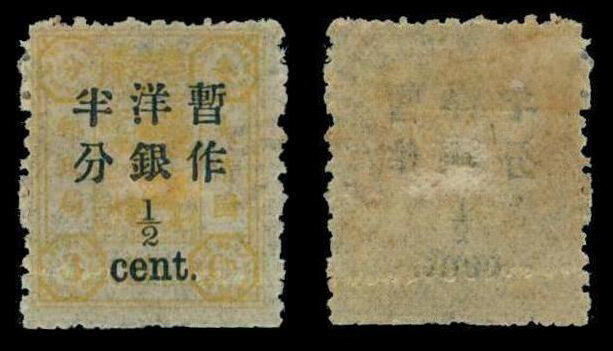 暫作
洋銀
半分
1/2
cent.